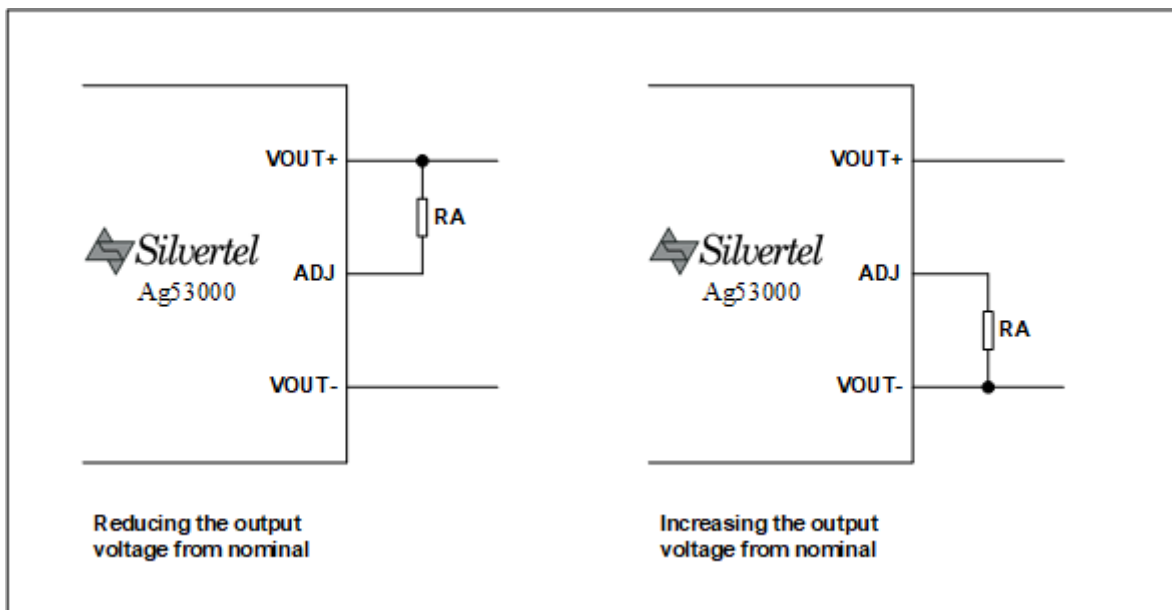 VOUT+
RA
Silvertel
Ag53000
ADJ
VOUT-
Reducing the output
voltage from nominal
VOUT+
Silvertel
Ag53000
ADJ
RA
VOUT-
Increasing the output
voltage from nominal